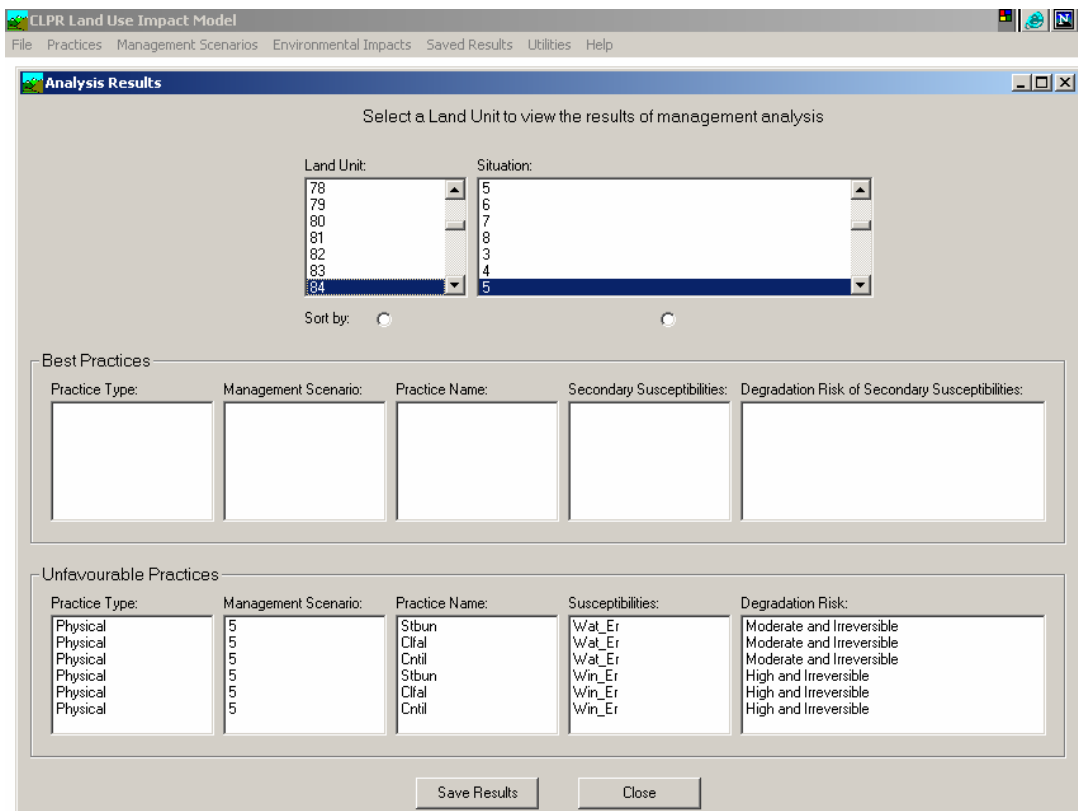 CLPR Land Use Impact Model
File Practices Management Scenarios Environmental Impacts Saved Results Utilities Help
Analysis Results
Select a Land Unit to view the results of management analysis
Land Unit: Situation:
78 5
79 6
80 7
81 8
82 3
83 4
84 5
Sort by:
Best Practices
Practice Type: Management Scenario: Practice Name: Secondary Susceptibilities: Degradation Risk of Secondary Susceptibilities:
Unfavourable Practices
Practice Type: Management Scenario: Practice Name: Susceptibilities: Degradation Risk:
Physical 5 Stbun Wat_Er Moderate and Irreversible
Physical 5 Clfal Wat_Er Moderate and Irreversible
Physical 5 Cntil Wat_Er Moderate and Irreversible
Physical 5 Stbun Win_Er High and Irreversible
Physical 5 Clfal Win_Er High and Irreversible
Physical 5 Cntil Win_Er High and Irreversible
Save Results Close